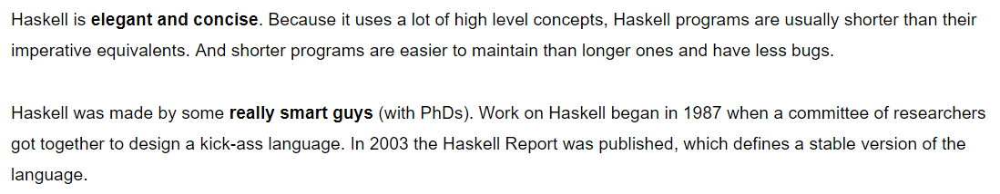 Haskell is elegant and concise. Because it uses a lot of high level concepts, Haskell programs are usually shorter than their
imperative equivalents. And shorter programs are easier to maintain than longer ones and have less bugs.
Haskell was made by some really smart guys (with PhDs). Work on Haskell began in 1987 when a committee of researchers
got together to design a kick-ass language. In 2003 the Haskell Report was published, which defines a stable version of the
language.